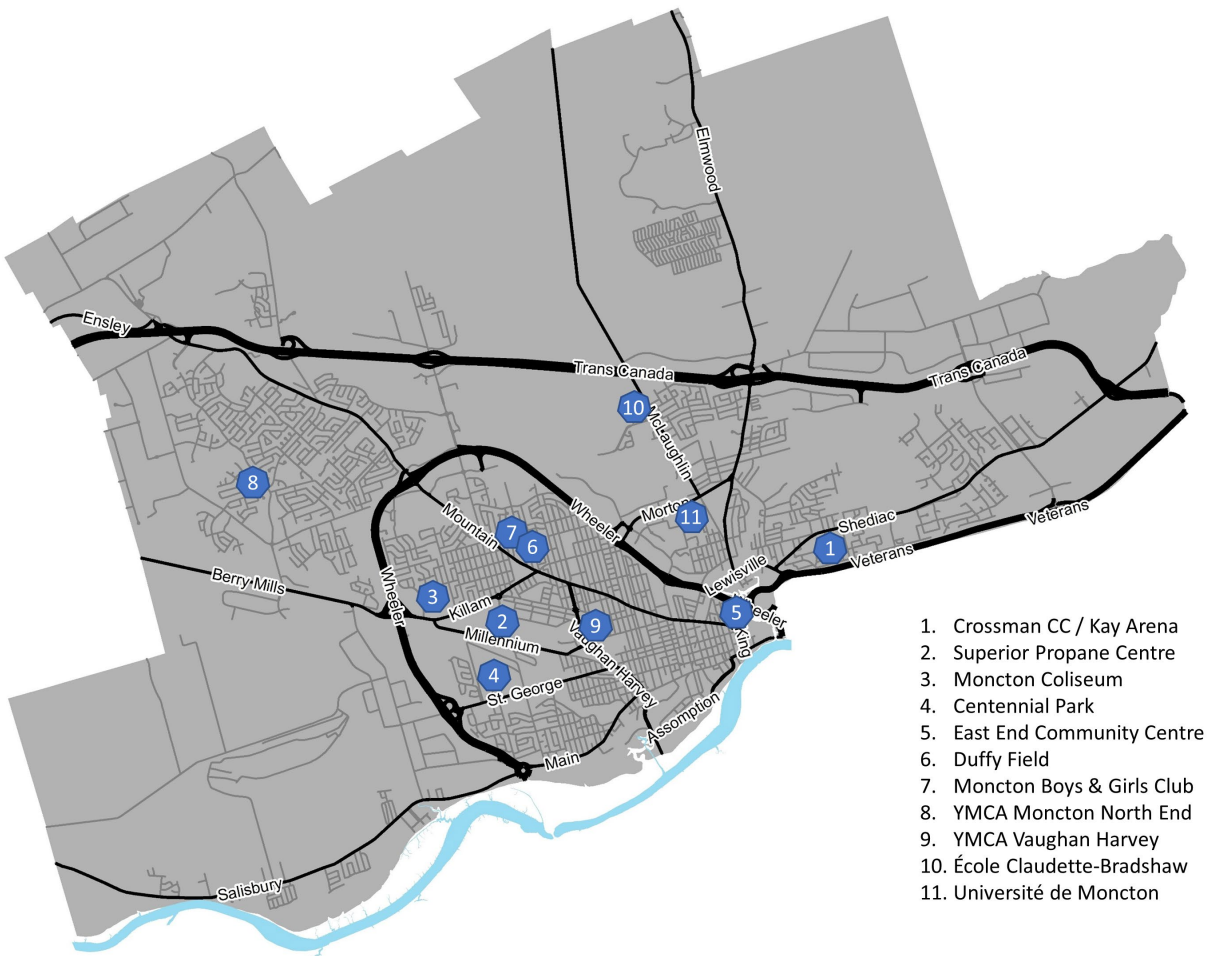 Elmwood
Ensley
Trans Canada
Trans Canada
10
McLaughlin
8
Mountain
Wheeler
Morton
11
7
6
Shediac
Veterans
1
Veterans
Berry Mills
Wheeler
3
Killam
Lewisville
5
Wheeler
2
Millennium
9
Vaughan Harvey
King
4
St. George
Assumption
Main
Salisbury
1. Crossman CC / Kay Arena
2. Superior Propane Centre
3. Moncton Coliseum
4. Centennial Park
5. East End Community Centre
6. Duffy Field
7. Moncton Boys & Girls Club
8. YMCA Moncton North End
9. YMCA Vaughan Harvey
10. École Claudette-Bradshaw
11. Université de Moncton